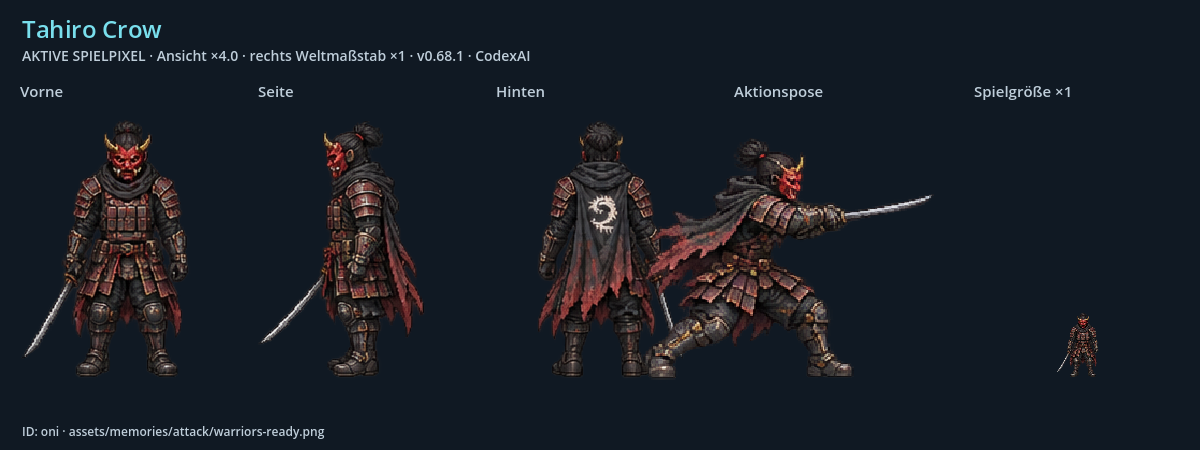 Tahiro Crow
AKTIVE SPIELPIXEL · Ansicht ×4.0 · rechts Weltmaßstab ×1 · v0.68.1 · CodexAI
Vorne Seite Hinten Aktionspose Spielgröße ×1
ID: oni · assets/memories/attack/warriors-ready.png